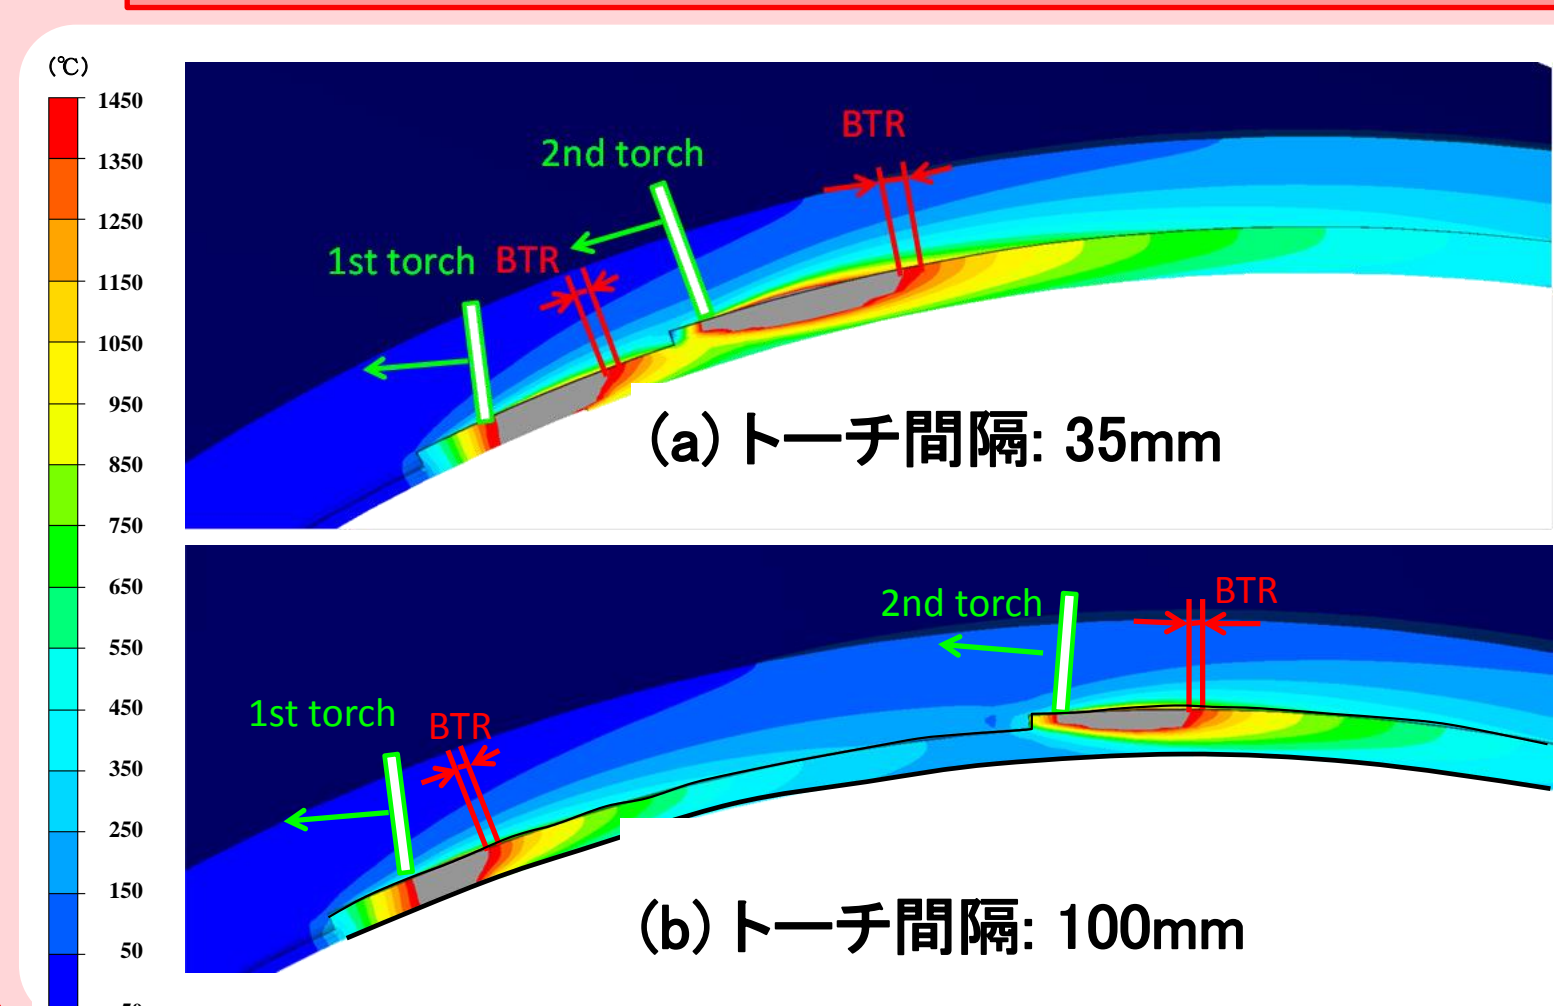 (℃)
1450
1350
1250
1150
1050
950
850
750
650
550
450
350
250
150
50
BTR
2nd torch
1st torch BTR
(a)トーチ間隔: 35mm
BTR
2nd torch
1st torch
BTR
(b)トーチ間隔: 100mm